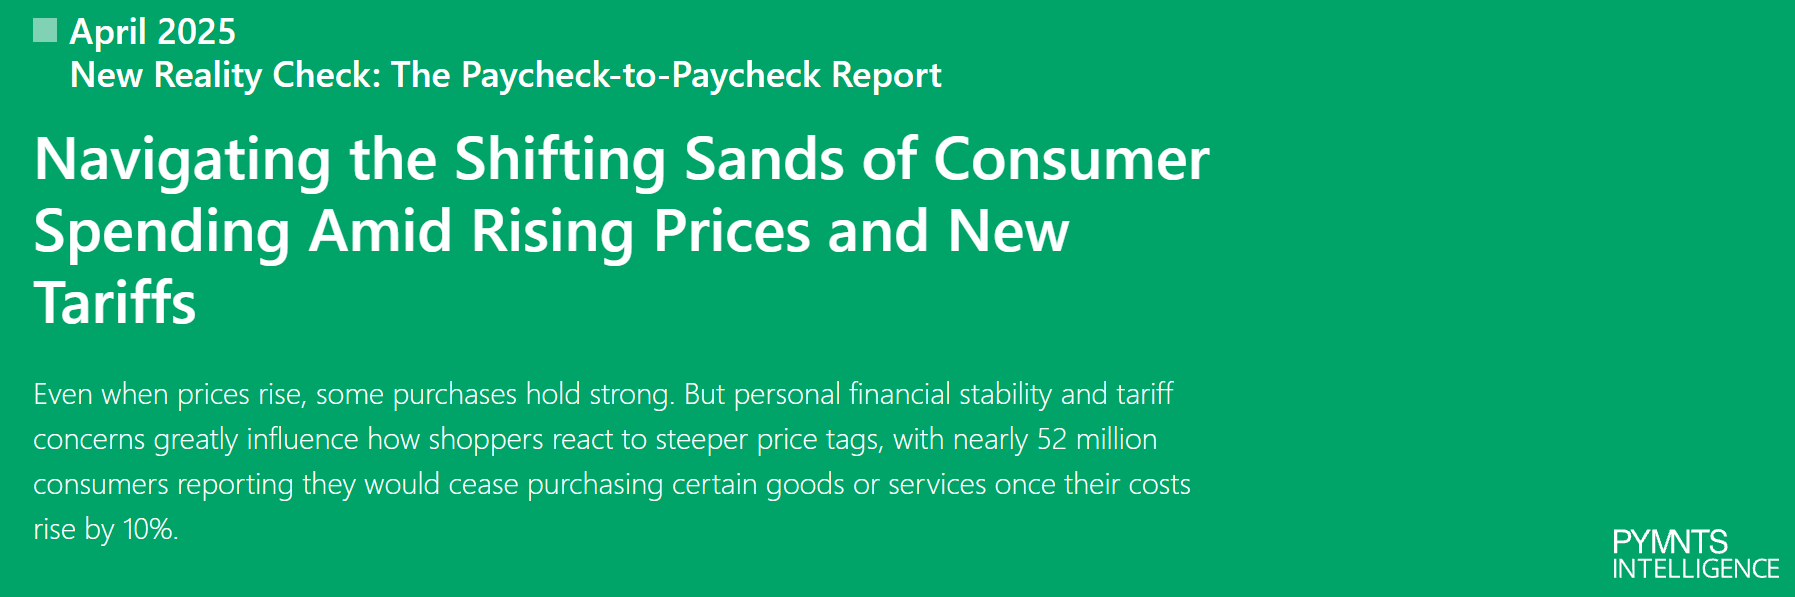 April 2025
New Reality Check: The Paycheck-to-Paycheck Report
Navigating the Shifting Sands of Consumer
Spending Amid Rising Prices and New
Tariffs
Even when prices rise, some purchases hold strong. But personal financial stability and tariff
concerns greatly influence how shoppers react to steeper price tags, with nearly 52 million
consumers reporting they would cease purchasing certain goods or services once their costs
rise by 10%.
PYMNTS
INTELLIGENCE